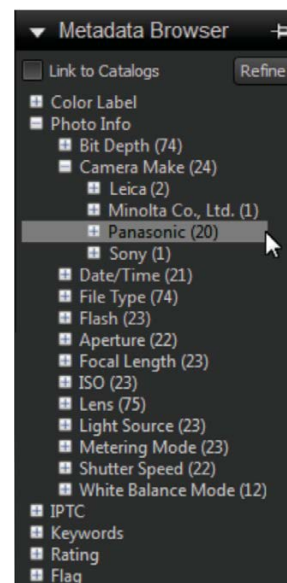 Metadata Browser
Link to Catalogs
Refine
Color Label
Photo Info
Bit Depth (74)
Camera Make (24)
Leica (2)
Minolta Co., Ltd. (1)
Panasonic (20)
Sony (1)
Date/Time (21)
File Type (74)
Flash (23)
Aperture (22)
Focal Length (23)
ISO (23)
Lens (75)
Light Source (23)
Metering Mode (23)
Shutter Speed (22)
White Balance Mode (12)
IPTC
Keywords
Rating
Flag